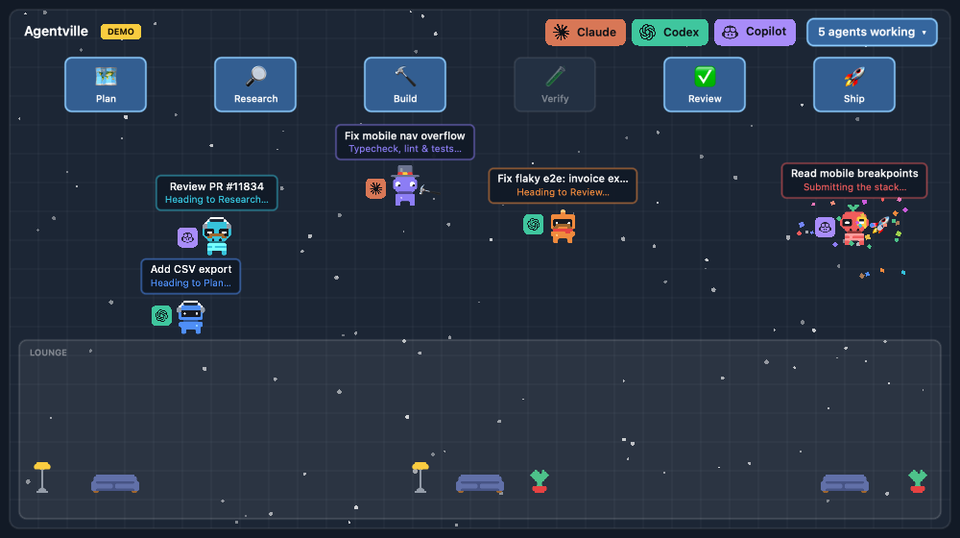 Agentville DEMO
Claude
Codex
Copilot
5 agents working
Plan
Research
Build
Verify
Review
Ship
Fix mobile nav overflow
Typecheck, lint & tests...
Review PR #11834
Heading to Research...
Fix flaky e2e: invoice ex...
Heading to Review...
Read mobile breakpoints
Submitting the stack...
Add CSV export
Heading to Plan...
LOUNGE